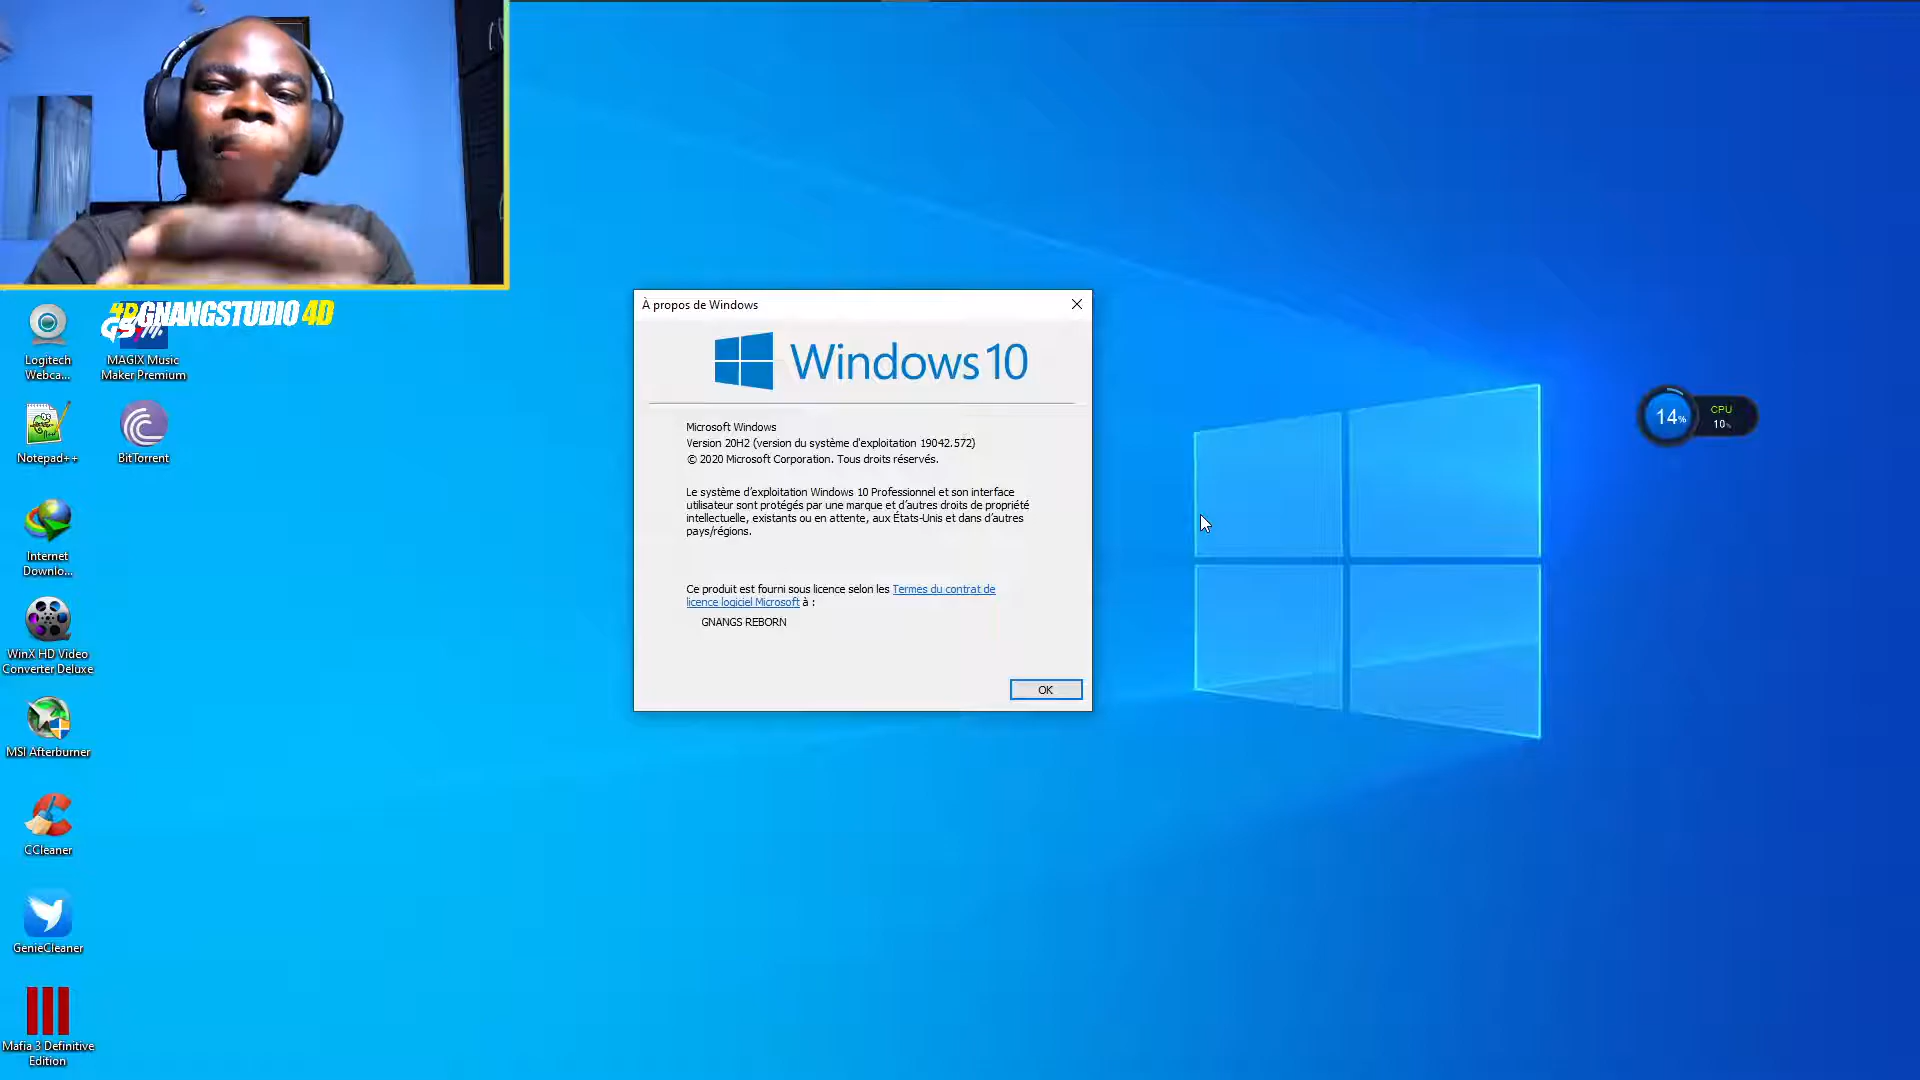 GNANGSTUDIO 4D
Logitech
Webca...
MAGIX Music
Maker Premium
Notepad++
BitTorrent
Internet
Downlo...
WinX HD Video
Converter Deluxe
MSI Afterburner
CCleaner
GenieCleaner
Mafia 3 Definitive
Edition
À propos de Windows
Windows 10
Microsoft Windows
Version 20H2 (version du système d'exploitation 19042.572)
© 2020 Microsoft Corporation. Tous droits réservés.
Le système d'exploitation Windows 10 Professionnel et son interface
utilisateur sont protégés par une marque et d'autres droits de propriété
intellectuelle, existants ou en attente, aux États-Unis et dans d'autres
pays/régions.
Ce produit est fourni sous licence selon les Termes du contrat de
licence logiciel Microsoft à :
GNANGS REBORN
OK
14%
CPU
10%